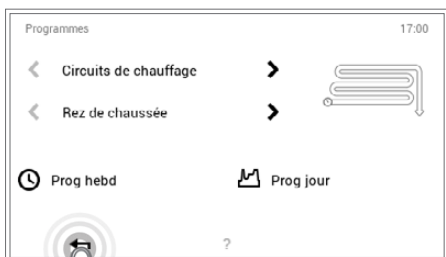 Programmes 17:00
Circuits de chauffage
Rez de chaussée
Prog hebd Prog jour
?